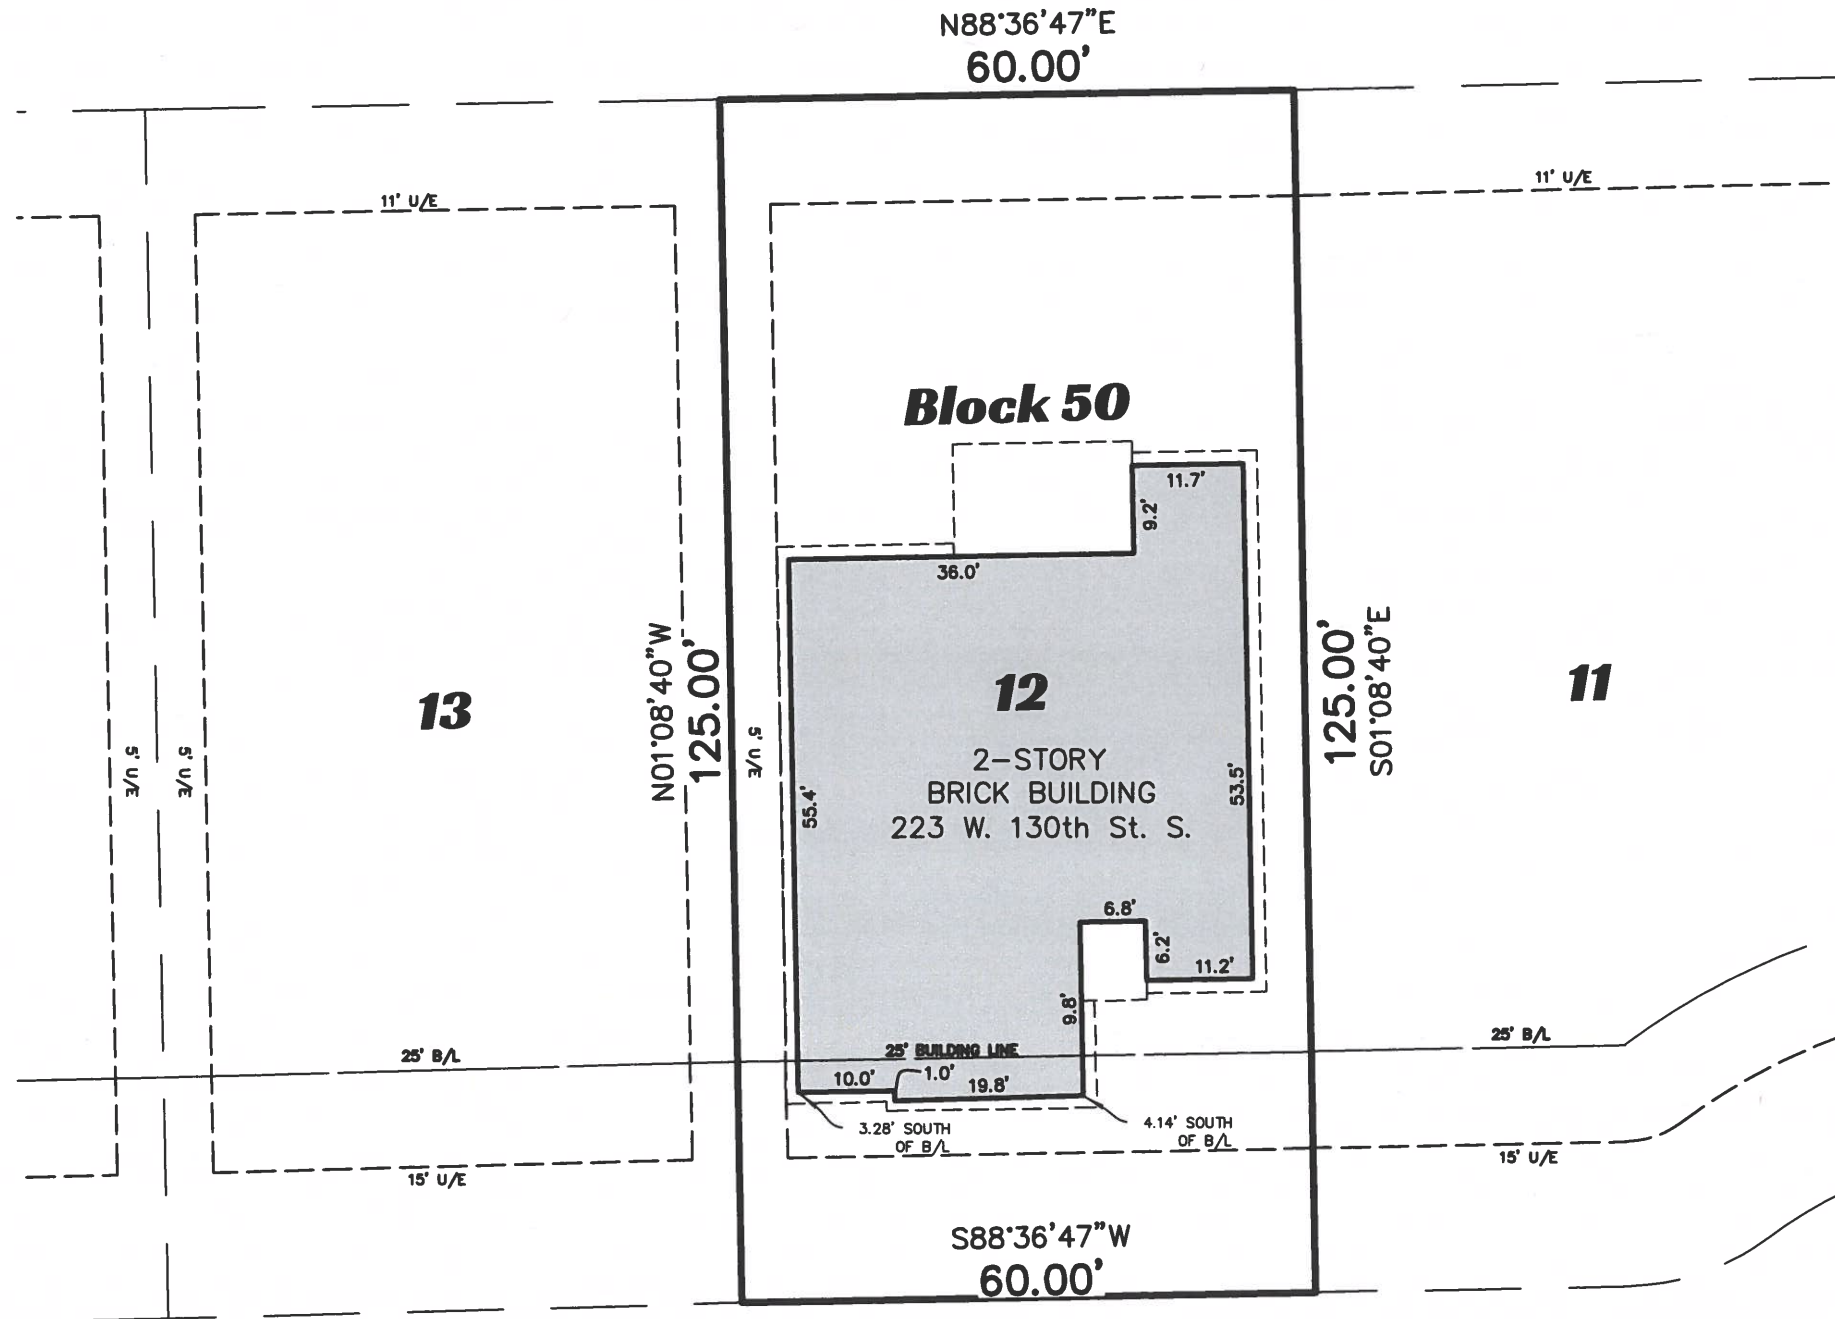 N88°36'47"E
60.00'
11' U/E
11' U/E
Block 50
11.7'
9.2'
36.0'
N01°08'40"W
125.00'
125.00'
S01°08'40"E
13
12
11
5' U/E
5' U/E
5' U/E
2-STORY
BRICK BUILDING
223 W. 130th St. S.
55.4'
53.5'
6.8'
6.2'
11.2'
9.8'
25' B/L
25' BUILDING LINE
25' B/L
10.0'
1.0'
19.8'
3.28' SOUTH
OF B/L
4.14' SOUTH
OF B/L
15' U/E
15' U/E
S88°36'47"W
60.00'